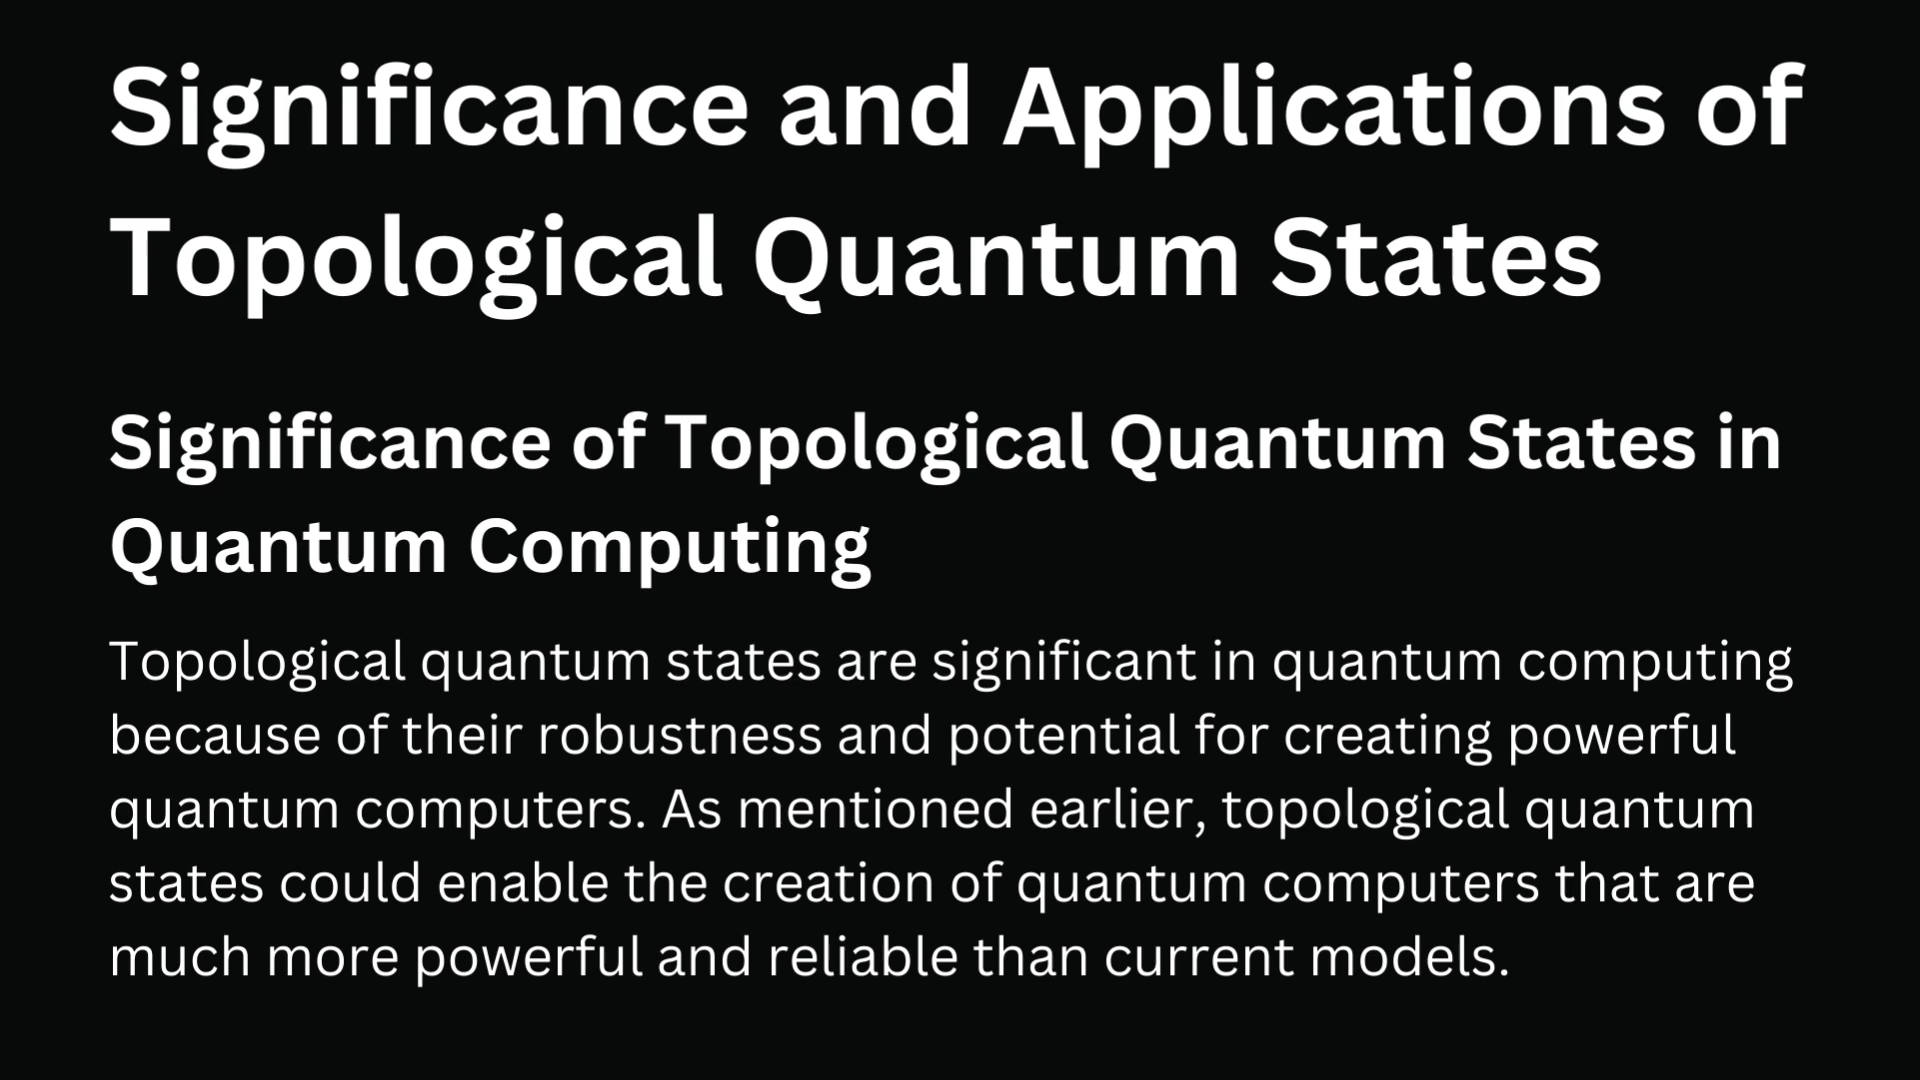 Significance and Applications of
Topological Quantum States
Significance of Topological Quantum States in
Quantum Computing
Topological quantum states are significant in quantum computing
because of their robustness and potential for creating powerful
quantum computers. As mentioned earlier, topological quantum
states could enable the creation of quantum computers that are
much more powerful and reliable than current models.